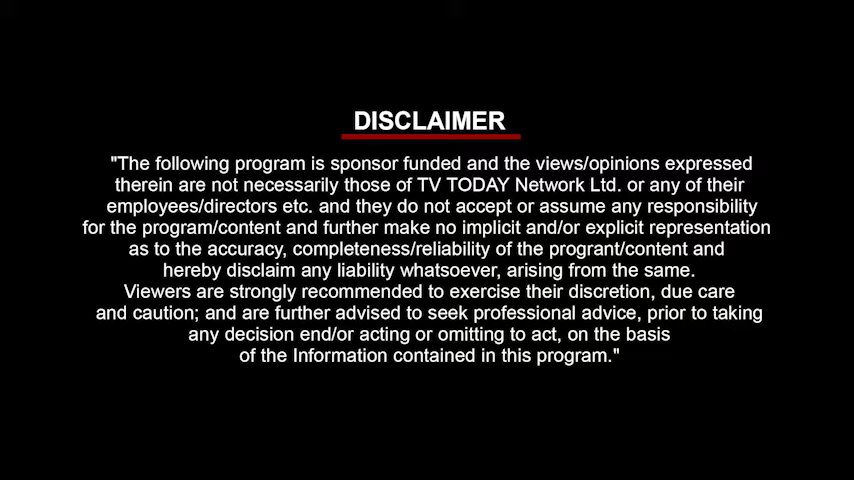 DISCLAIMER
"The following program is sponsor funded and the views/opinions expressed
therein are not necessarily those of TV TODAY Network Ltd. or any of their
employees/directors etc. and they do not accept or assume any responsibility
for the program/content and further make no implicit and/or explicit representation
as to the accuracy, completeness/reliability of the progrant/content and
hereby disclaim any liability whatsoever, arising from the same.
Viewers are strongly recommended to exercise their discretion, due care
and caution; and are further advised to seek professional advice, prior to taking
any decision end/or acting or omitting to act, on the basis
of the Information contained in this program."